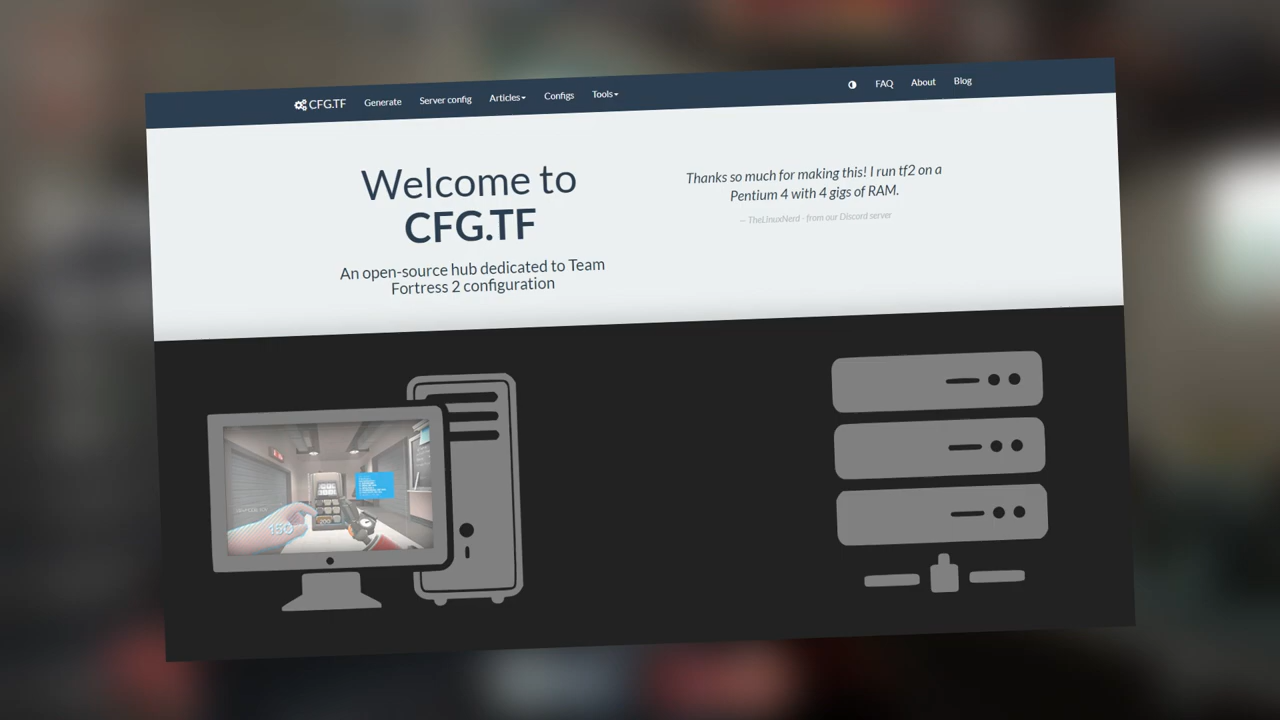 CFG.TF Generate Server config Articles Configs Tools FAQ About Blog
Welcome to
CFG.TF
An open-source hub dedicated to Team
Fortress 2 configuration
Thanks so much for making this! I run tf2 on a
Pentium 4 with 4 gigs of RAM.
— TheLinuxNerd - from our Discord server
150